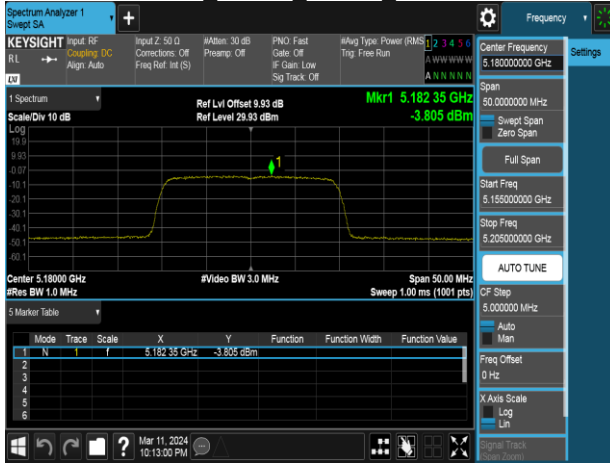 Spectrum Analyzer 1
Swept SA
+
Frequency
KEYSIGHT Input: RF
RL
Coupling: DC
Align: Auto
Input Z: 50 Ω
Corrections: Off
Freq Ref: Int (S)
#Atten: 30 dB
Preamp: Off
PNO: Fast
Gate: Off
IF Gain: Low
Sig Track: Off
#Avg Type: Power (RMS
Trig: Free Run
1 2 3 4 5 6
A W W W W W
A N N N N N
LXI
1 Spectrum
Scale/Div 10 dB
Ref Lvl Offset 9.93 dB
Ref Level 29.93 dBm
Mkr1 5.182 35 GHz
-3.805 dBm
Log
19.9
9.93
-0.07
-10.1
-20.1
-30.1
-40.1
-50.1
-60.1
1
Center 5.18000 GHz
#Res BW 1.0 MHz
#Video BW 3.0 MHz
Span 50.00 MHz
Sweep 1.00 ms (1001 pts)
5 Marker Table
Mode Trace Scale X Y Function Function Width Function Value
1 N 1 f 5.182 35 GHz -3.805 dBm
2
3
4
5
6
Mar 11, 2024
10:13:00 PM
?
Center Frequency
5.180000000 GHz
Settings
Span
50.0000000 MHz
Swept Span
Zero Span
Full Span
Start Freq
5.155000000 GHz
Stop Freq
5.205000000 GHz
AUTO TUNE
CF Step
5.000000 MHz
Auto
Man
Freq Offset
0 Hz
X Axis Scale
Log
Lin
Signal Track
(Span Zoom)